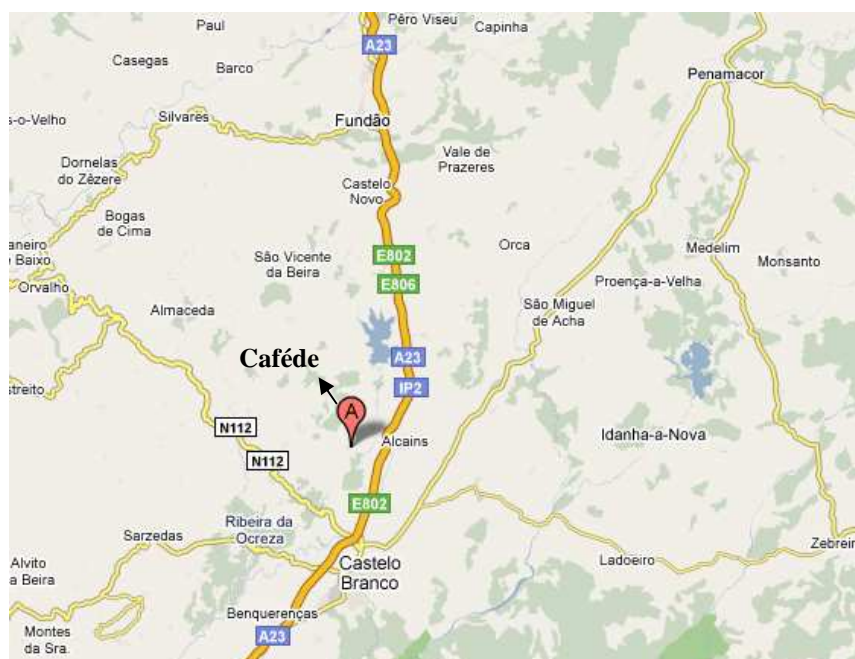 Paul
Pêro Viseu
Capinha
A23
Casegas
Barco
Penamacor
s-o-Velho
Silvares
Fundão
Dornelas
do Zêzere
Vale de
Prazeres
Castelo
Novo
Bogas
de Cima
aneiro
e Baixo
São Vicente
da Beira
E802
Orca
Medelim
Monsanto
Orvalho
E806
Proença-a-Velha
Almaceda
São Miguel
de Acha
Caféde
A23
IP2
streito
A
N112
Alcains
Idanha-a-Nova
N112
E802
Ribeira da
Ocreza
Sarzedas
Zebreir
Alvito
a Beira
Castelo
Branco
Ladoeiro
Benquerenças
Montes
da Sra.
A23